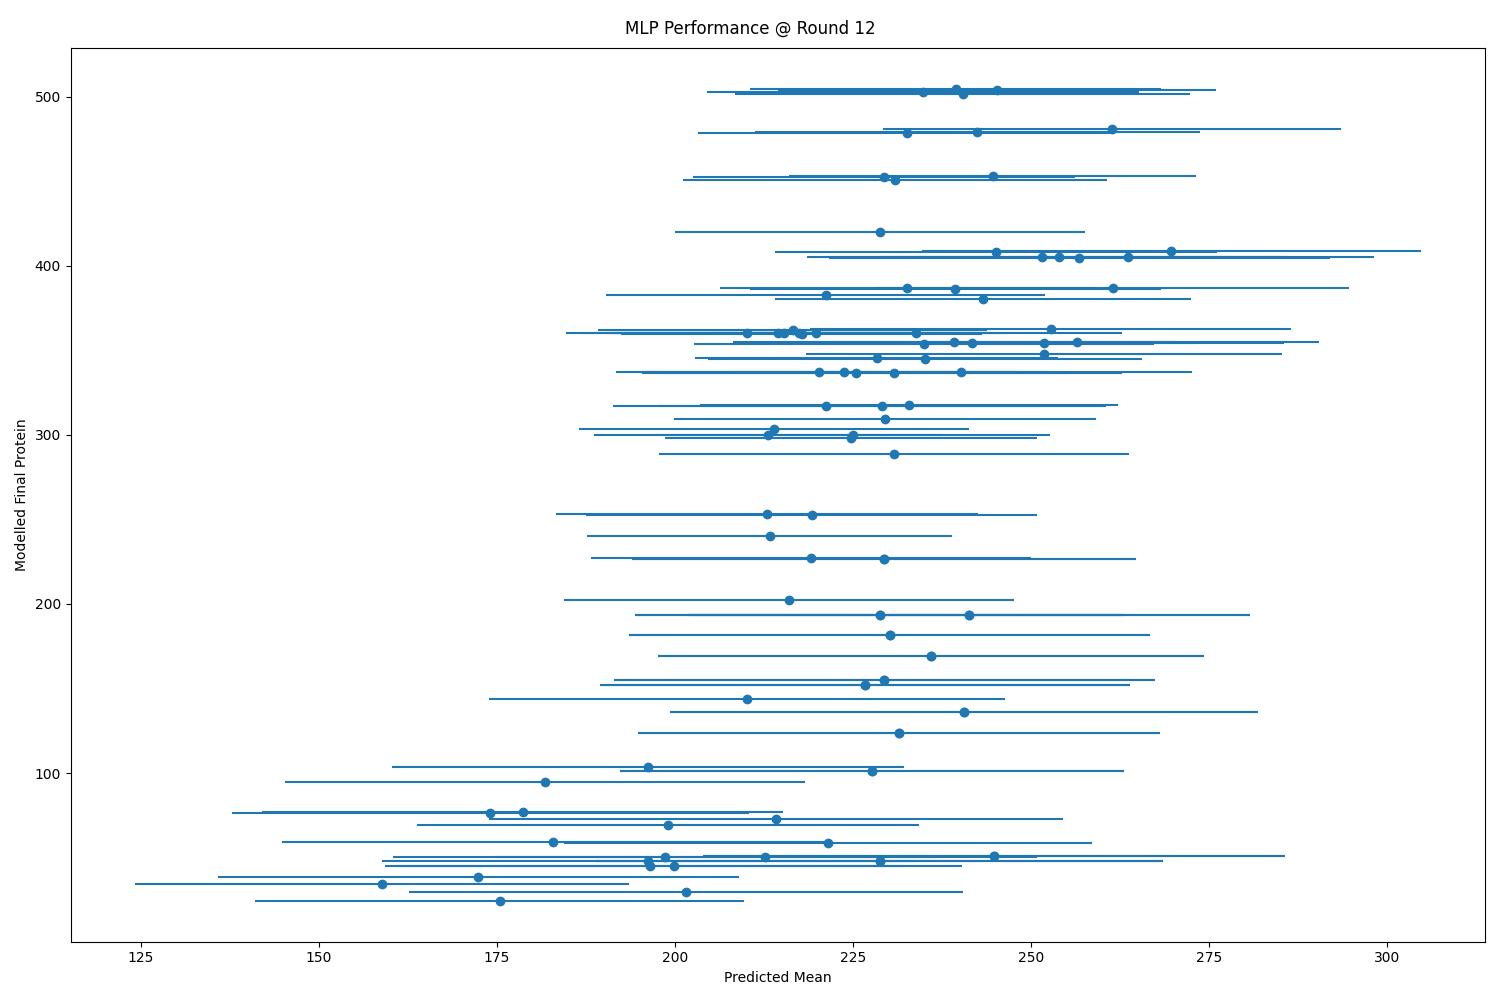 MLP Performance @ Round 12
500
400
300
200
100
Modelled Final Protein
125 150 175 200 225 250 275 300
Predicted Mean